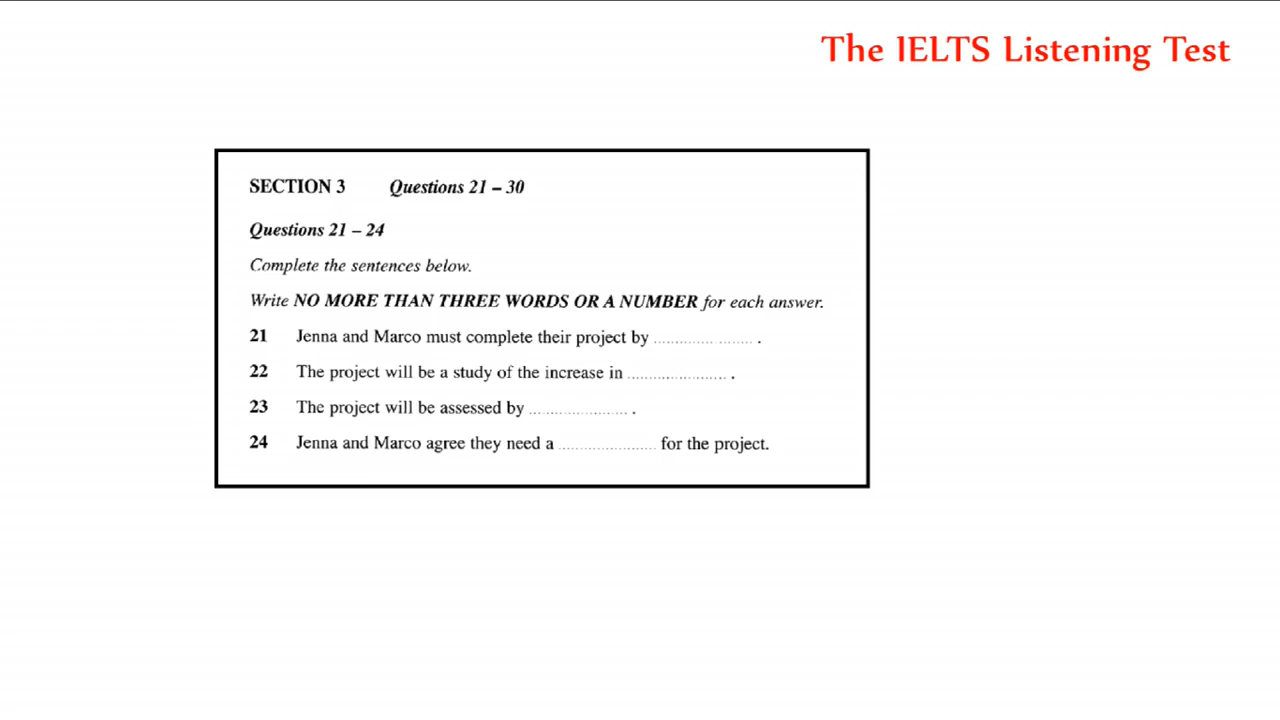 The IELTS Listening Test
SECTION 3 Questions 21 – 30
Questions 21 – 24
Complete the sentences below.
Write NO MORE THAN THREE WORDS OR A NUMBER for each answer.
21 Jenna and Marco must complete their project by ...................... .
22 The project will be a study of the increase in ...................... .
23 The project will be assessed by ...................... .
24 Jenna and Marco agree they need a ...................... for the project.